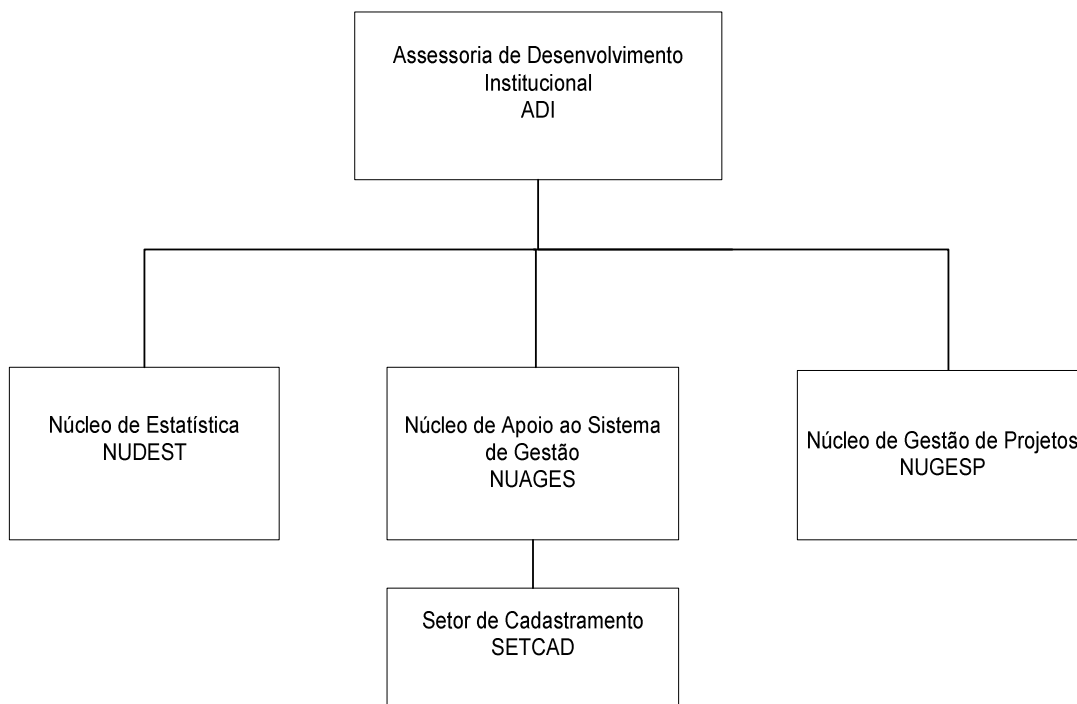 Assessoria de Desenvolvimento
Institucional
ADI
Núcleo de Estatística
NUDEST
Núcleo de Apoio ao Sistema
de Gestão
NUAGES
Núcleo de Gestão de Projetos
NUGESP
Setor de Cadastramento
SETCAD